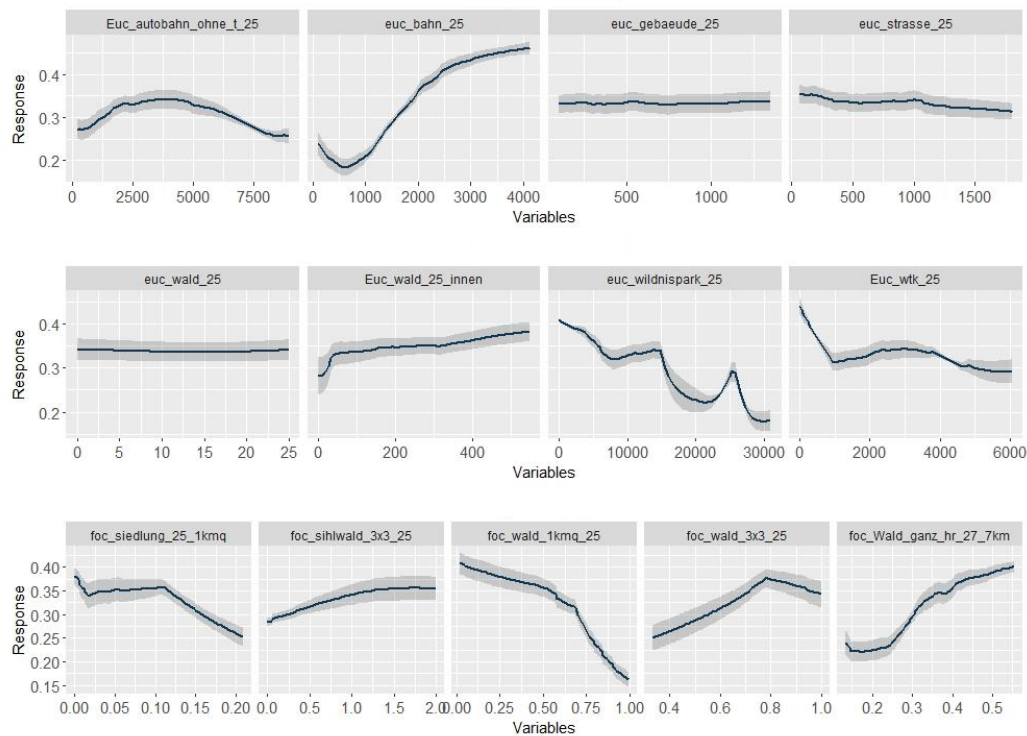 Euc_autobahn_ohne_t_25 euc_bahn_25 euc_gebaeude_25 euc_strasse_25
0.4
0.3
0.2
Response
0 2500 5000 7500 0 1000 2000 3000 4000 500 1000 500 1000 1500
Variables
euc_wald_25 Euc_wald_25_innen euc_wildnispark_25 Euc_wtk_25
0.4
0.3
0.2
Response
0 5 10 15 20 25 0 200 400 0 10000 20000 30000 0 2000 4000 6000
Variables
foc_siedlung_25_1kmq foc_sihlwald_3x3_25 foc_wald_1kmq_25 foc_wald_3x3_25 foc_Wald_ganz_hr_27_7km
0.40
0.35
0.30
0.25
0.20
0.15
Response
0.00 0.05 0.10 0.15 0.20 0.0 0.5 1.0 1.5 2.0 0.00 0.25 0.50 0.75 1.00 0.4 0.6 0.8 1.0 0.2 0.3 0.4 0.5
Variables